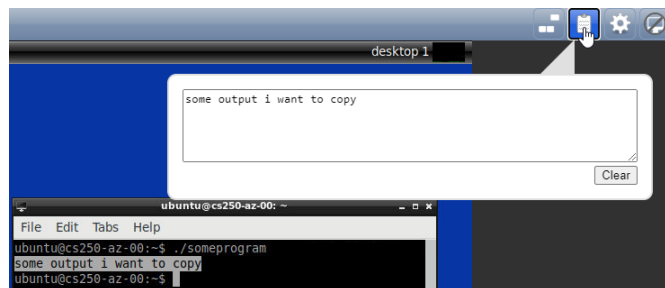 desktop 1
some output i want to copy
Clear
ubuntu@cs250-az-00: ~
File Edit Tabs Help
ubuntu@cs250-az-00:~$ ./someprogram
some output i want to copy
ubuntu@cs250-az-00:~$